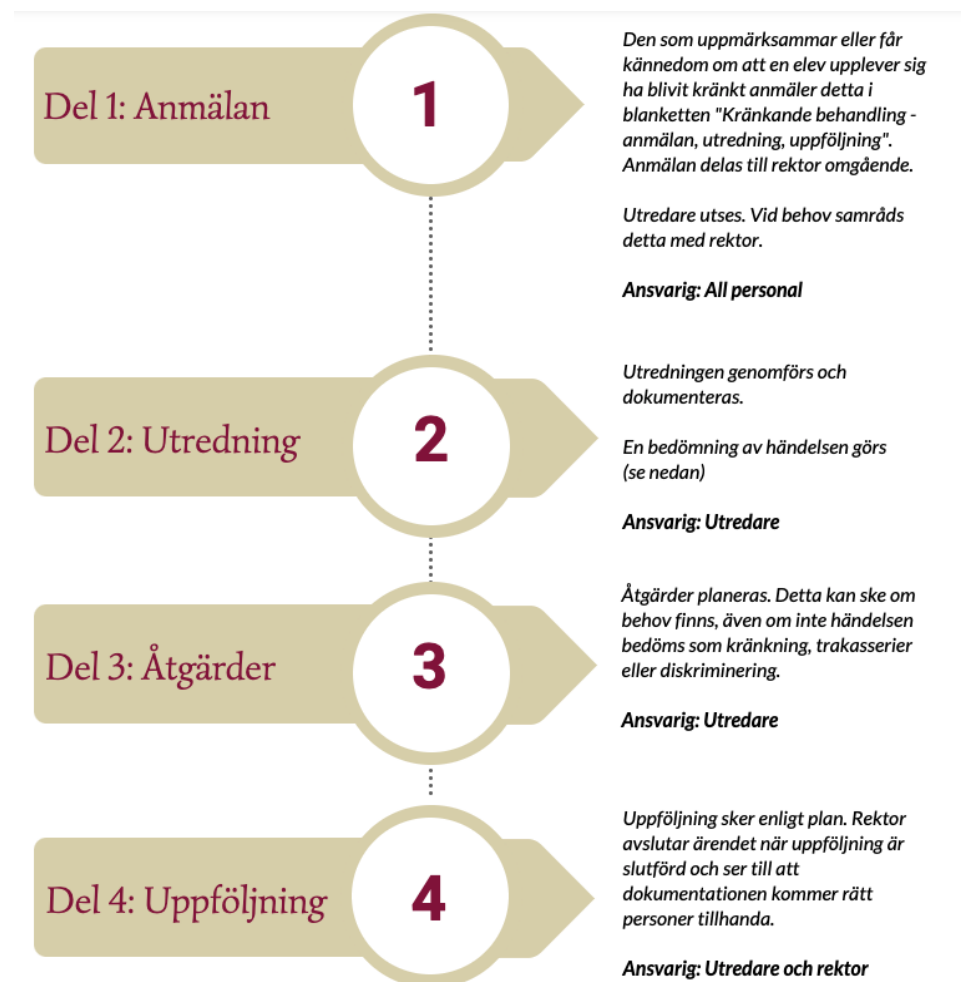 Del 1: Anmälan
1
Den som uppmärksammar eller får
kännedom om att en elev upplever sig
ha blivit kränkt anmäler detta i
blanketten "Kränkande behandling -
anmälan, utredning, uppföljning".
Anmälan delas till rektor omgående.
Utredare utses. Vid behov samråds
detta med rektor.
Ansvarig: All personal
Del 2: Utredning
2
Utredningen genomförs och
dokumenteras.
En bedömning av händelsen görs
(se nedan)
Ansvarig: Utredare
Del 3: Åtgärder
3
Åtgärder planeras. Detta kan ske om
behov finns, även om inte händelsen
bedöms som kränkning, trakasserier
eller diskriminering.
Ansvarig: Utredare
Del 4: Uppföljning
4
Uppföljning sker enligt plan. Rektor
avslutar ärendet när uppföljning är
slutförd och ser till att
dokumentationen kommer rätt
personer tillhanda.
Ansvarig: Utredare och rektor